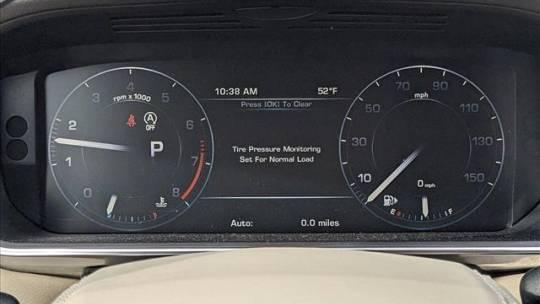 10:38 AM 52°F
Press [OK] To Clear
Tire Pressure Monitoring
Set For Normal Load
Auto: 0.0 miles
rpm x 1000
0 1 2 3 4 5 6 7 8
A OFF
P
mph
10 30 50 70 90 110 130 150
0 mph
E F